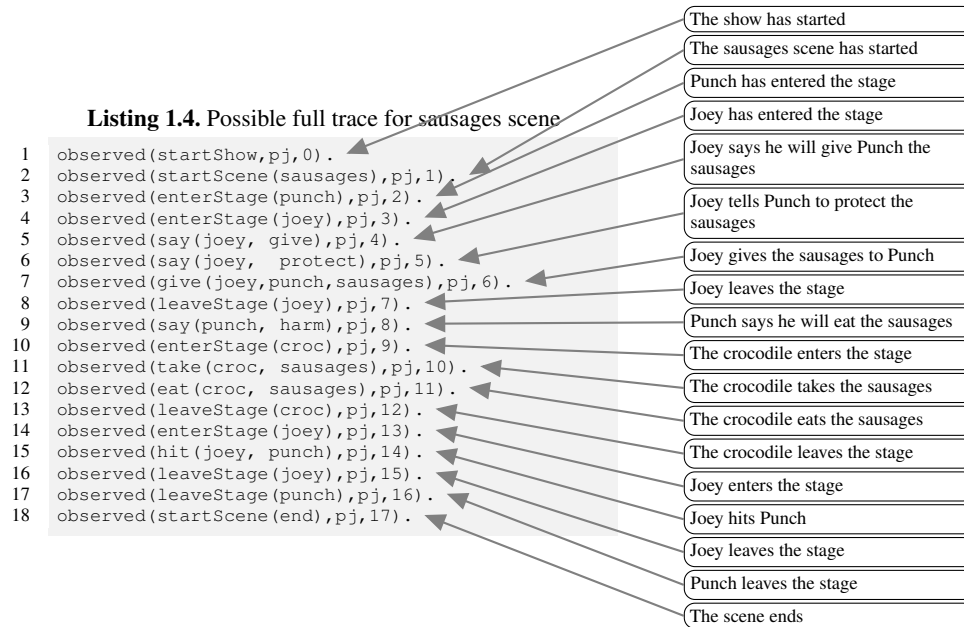 The show has started
The sausages scene has started
Punch has entered the stage
Joey has entered the stage
Joey says he will give Punch the
sausages
Joey tells Punch to protect the
sausages
Joey gives the sausages to Punch
Joey leaves the stage
Punch says he will eat the sausages
The crocodile enters the stage
The crocodile takes the sausages
The crocodile eats the sausages
The crocodile leaves the stage
Joey enters the stage
Joey hits Punch
Joey leaves the stage
Punch leaves the stage
The scene ends
Listing 1.4. Possible full trace for sausages scene
1 observed(startShow,pj,0).
2 observed(startScene(sausages),pj,1).
3 observed(enterStage(punch),pj,2).
4 observed(enterStage(joey),pj,3).
5 observed(say(joey, give),pj,4).
6 observed(say(joey, protect),pj,5).
7 observed(give(joey,punch,sausages),pj,6).
8 observed(leaveStage(joey),pj,7).
9 observed(say(punch, harm),pj,8).
10 observed(enterStage(croc),pj,9).
11 observed(take(croc, sausages),pj,10).
12 observed(eat(croc, sausages),pj,11).
13 observed(leaveStage(croc),pj,12).
14 observed(enterStage(joey),pj,13).
15 observed(hit(joey, punch),pj,14).
16 observed(leaveStage(joey),pj,15).
17 observed(leaveStage(punch),pj,16).
18 observed(startScene(end),pj,17).